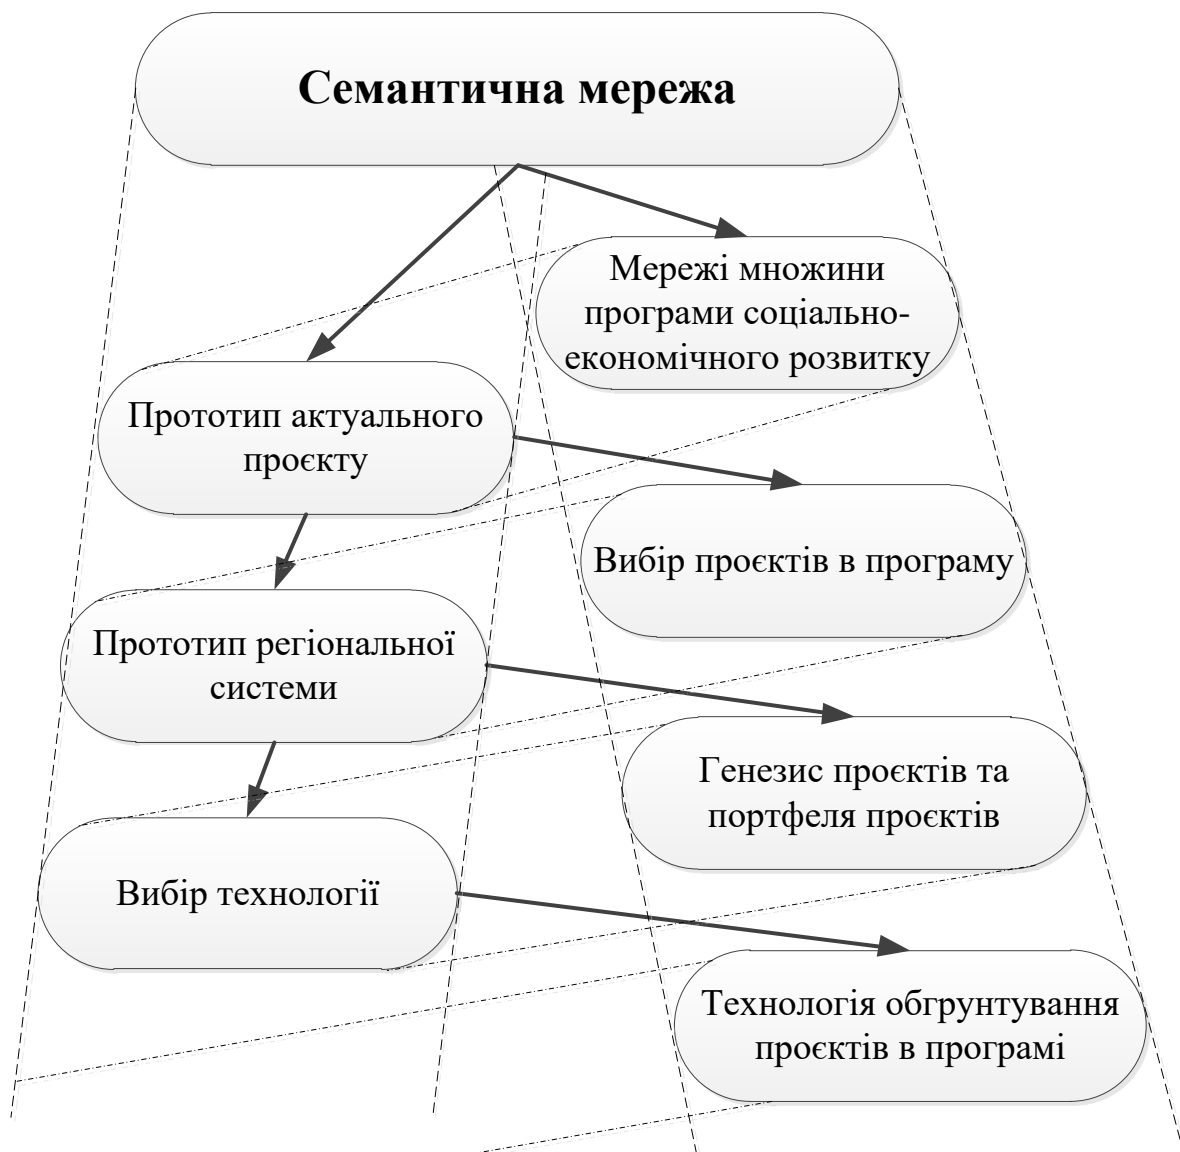 Семантична мережа
Мережі множини
програми соціально-
економічного розвитку
Прототип актуального
проєкту
Вибір проєктів в програму
Прототип регіональної
системи
Генезис проєктів та
портфеля проєктів
Вибір технології
Технологія обгрунтування
проєктів в програмі